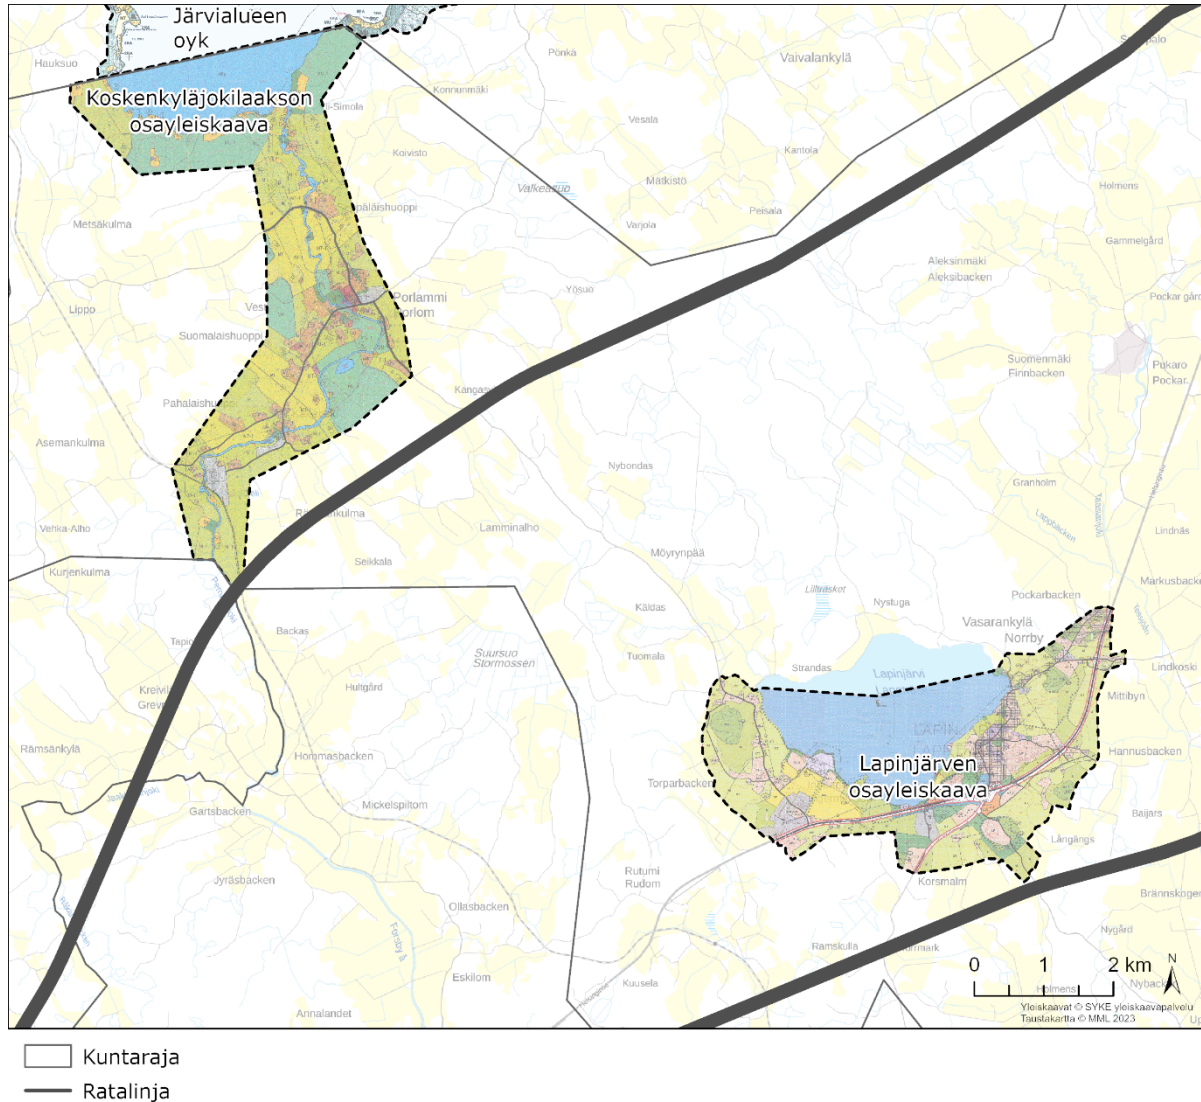 Järvialueen
oyk
Hauksuo
Pönkä
Vaivalankylä
Koskenkyläjokilaakson
osayleiskaava
Konnunmäki
Vesala
Koivisto
Kantola
Valkeasuo
Mätkistö
Holmens
Metsäkulma
Varjola
Peisala
Gammelgård
Aleksinmäki
Aleksibacken
Yösuo
Porlammi
Pockar gård
Lippo
Suomalaishuoppi
Suomenmäki
Finnbacken
Pukaro
Pockar
Asemankulma
Nybondas
Granholm
Vehka-Alho
Lamminalho
Lappbäcken
Lindnäs
Möyrynpää
Seikkala
Kurjenkulma
Lillträsket
Nystuga
Pockarbacken
Käldas
Vasarankylä
Norrby
Backas
Suursuo
Stormossen
Tuomala
Strandas
Lapinjärvi
Lindkoski
Hultgård
Mittibyn
Rämsänkylä
Hommasbacken
Hannusbacken
Lapinjärven
osayleiskaava
Torparbacken
Gartsbacken
Mickelspiltom
Baijars
Långängs
Rutumi
Rudom
Jyräsbacken
Korsmalm
Ollasbacken
Forsby å
Nygård
Ramskulla
Eskilom
Kuusela
0 1 2 km
N
Holmens
Annalandet
Yleiskaavat © SYKE yleiskaavapalvelu
Taustakartta © MML 2023
Kuntaraja
Ratalinja